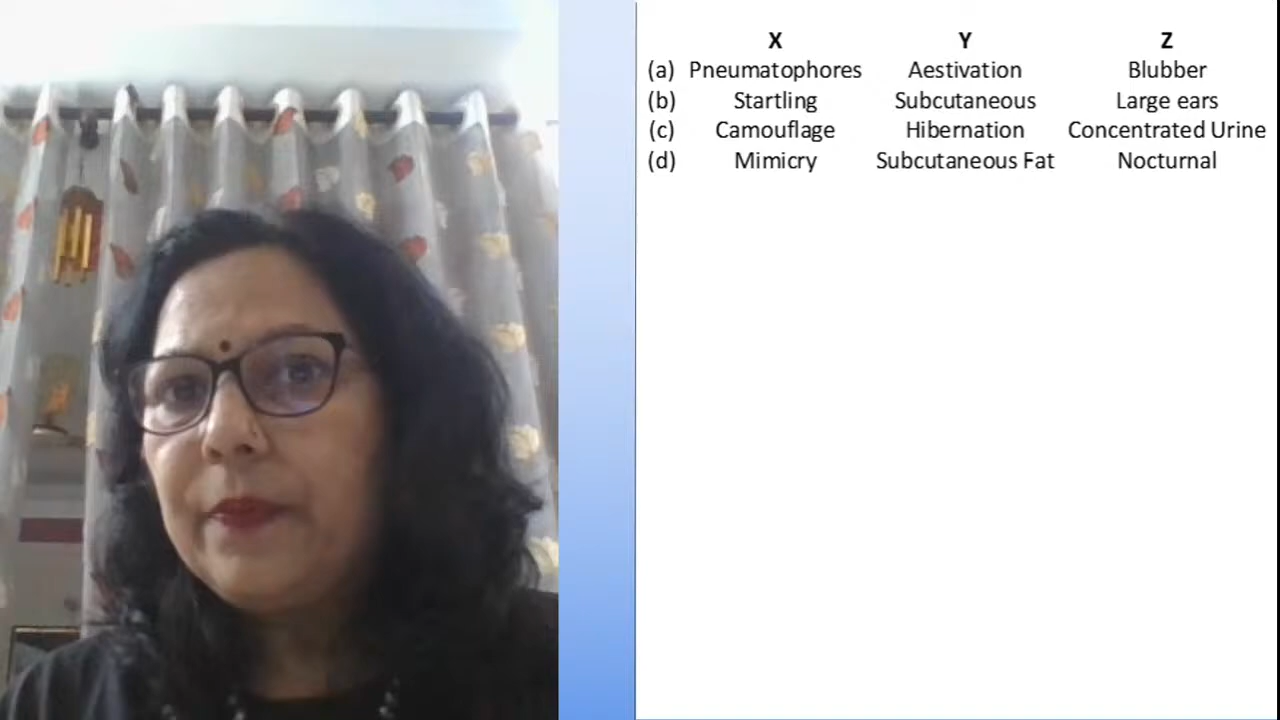 X Y Z
(a) Pneumatophores Aestivation Blubber
(b) Startling Subcutaneous Large ears
(c) Camouflage Hibernation Concentrated Urine
(d) Mimicry Subcutaneous Fat Nocturnal